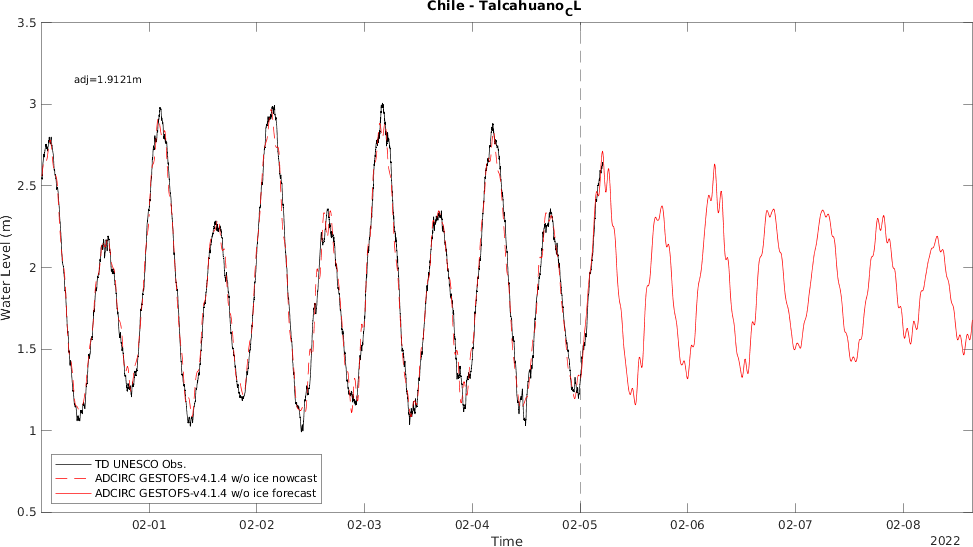 Chile - Talcahuano_CL
adj=1.9121m
3.5
3
2.5
2
1.5
1
0.5
Water Level (m)
TD UNESCO Obs.
ADCIRC GESTOFS-v4.1.4 w/o ice nowcast
ADCIRC GESTOFS-v4.1.4 w/o ice forecast
02-01 02-02 02-03 02-04 02-05 02-06 02-07 02-08
Time
2022